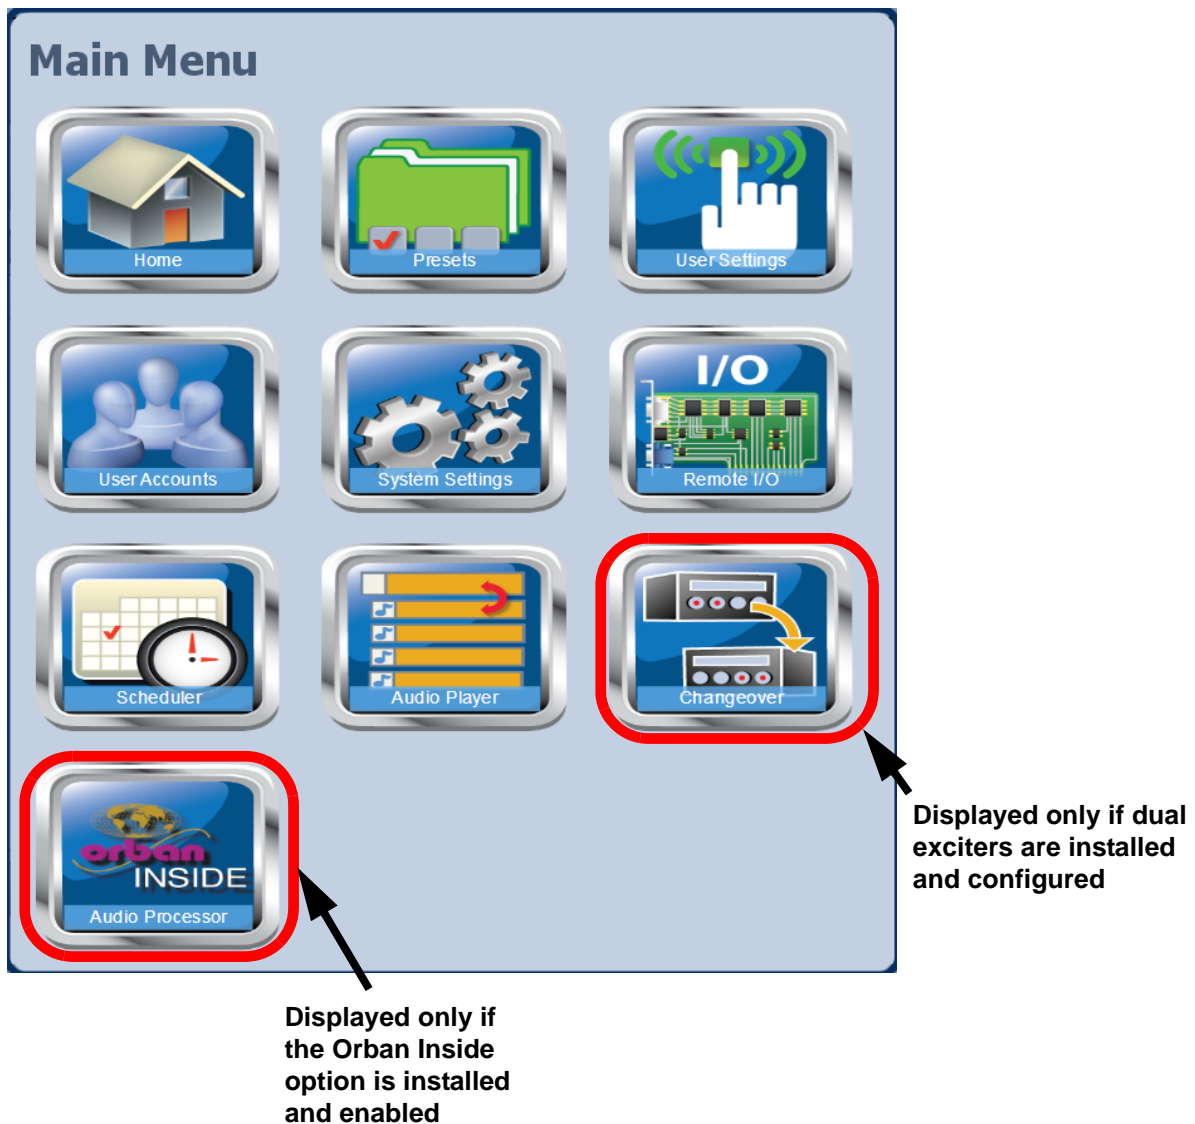 Main Menu
Home
Presets
User Settings
User Accounts
System Settings
I/O
Remote I/O
Scheduler
Audio Player
Changeover
orban
INSIDE
Audio Processor
Displayed only if dual
exciters are installed
and configured
Displayed only if
the Orban Inside
option is installed
and enabled